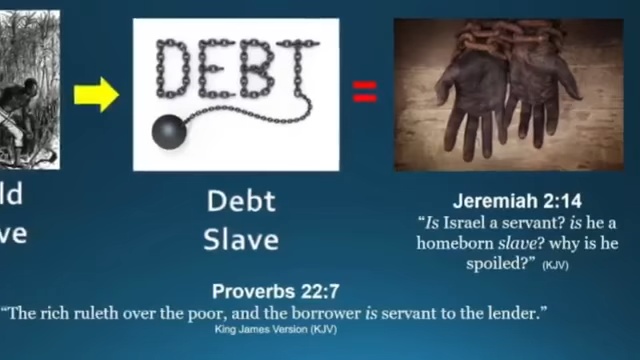 DEBT
ld
ve
Debt
Slave
Jeremiah 2:14
“Is Israel a servant? is he a
homeborn slave? why is he
spoiled?” (KJV)
Proverbs 22:7
“The rich ruleth over the poor, and the borrower is servant to the lender.”
King James Version (KJV)